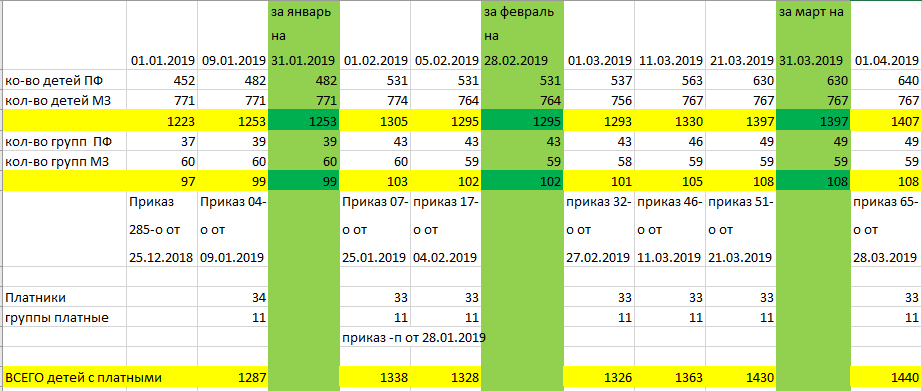 за январь за февраль за март на
на на
01.01.2019 09.01.2019 31.01.2019 01.02.2019 05.02.2019 28.02.2019 01.03.2019 11.03.2019 21.03.2019 31.03.2019 01.04.2019
ко-во детей ПФ 452 482 482 531 531 531 537 563 630 630 640
кол-во детей МЗ 771 771 771 774 764 764 756 767 767 767 767
1223 1253 1253 1305 1295 1295 1293 1330 1397 1397 1407
кол-во групп ПФ 37 39 39 43 43 43 43 46 49 49 49
кол-во групп МЗ 60 60 60 60 59 59 58 59 59 59 59
97 99 99 103 102 102 101 105 108 108 108
Приказ Приказ 04- Приказ 07- приказ 17- приказ 32- приказ 46- приказ 51- приказ 65-
285-о от о от о от о от о от о от о от о от
25.12.2018 09.01.2019 25.01.2019 04.02.2019 27.02.2019 11.03.2019 21.03.2019 28.03.2019
Платники 34 33 33 33 33 33 33
группы платные 11 11 11 11 11 11 11
приказ -п от 28.01.2019
ВСЕГО детей с платными 1287 1338 1328 1326 1363 1430 1440